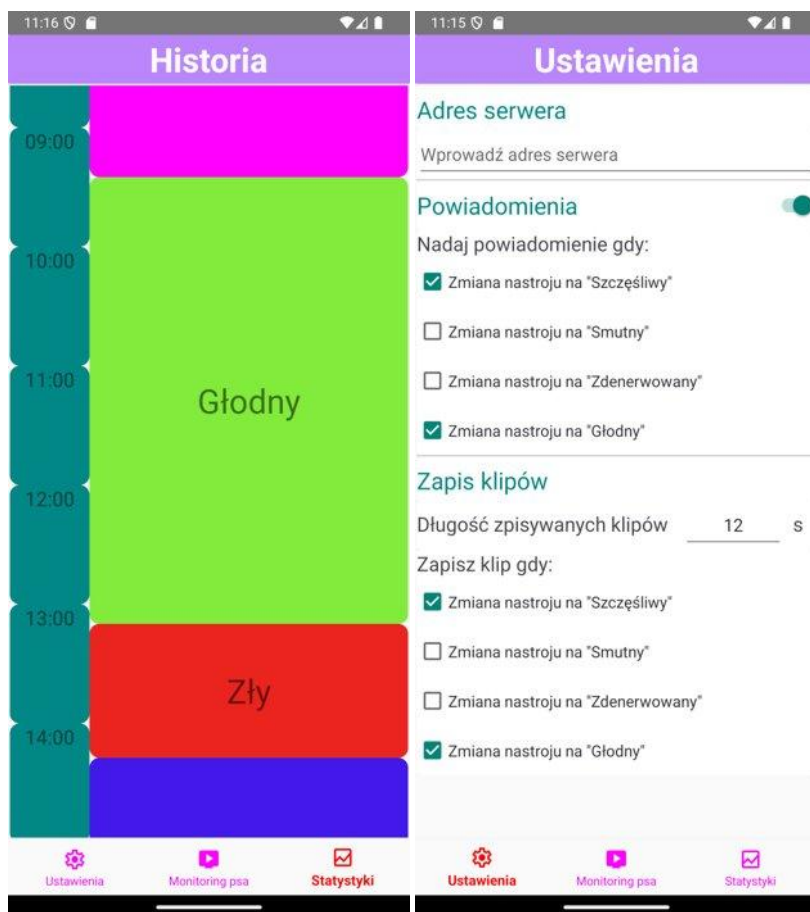 11:16
Historia
09:00
10:00
11:00
Głodny
12:00
13:00
Zły
14:00
Ustawienia
Monitoring psa
Statystyki
11:15
Ustawienia
Adres serwera
Wprowadź adres serwera
Powiadomienia
Nadaj powiadomienie gdy:
Zmiana nastroju na "Szczęśliwy"
Zmiana nastroju na "Smutny"
Zmiana nastroju na "Zdenerwowany"
Zmiana nastroju na "Głodny"
Zapis klipów
Długość zpisywanych klipów 12 s
Zapisz klip gdy:
Zmiana nastroju na "Szczęśliwy"
Zmiana nastroju na "Smutny"
Zmiana nastroju na "Zdenerwowany"
Zmiana nastroju na "Głodny"
Ustawienia
Monitoring psa
Statystyki